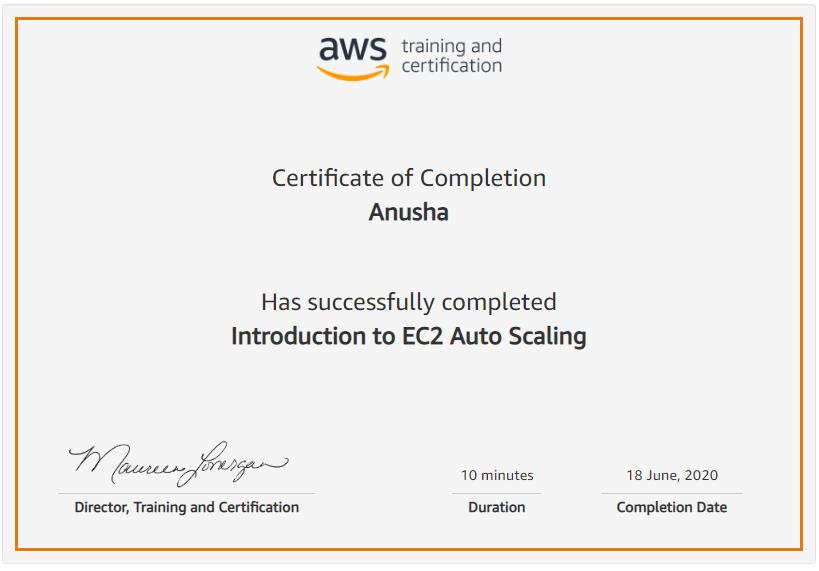 aws training and
certification
Certificate of Completion
Anusha
Has successfully completed
Introduction to EC2 Auto Scaling
Maureen Lonergan
10 minutes
18 June, 2020
Director, Training and Certification
Duration
Completion Date